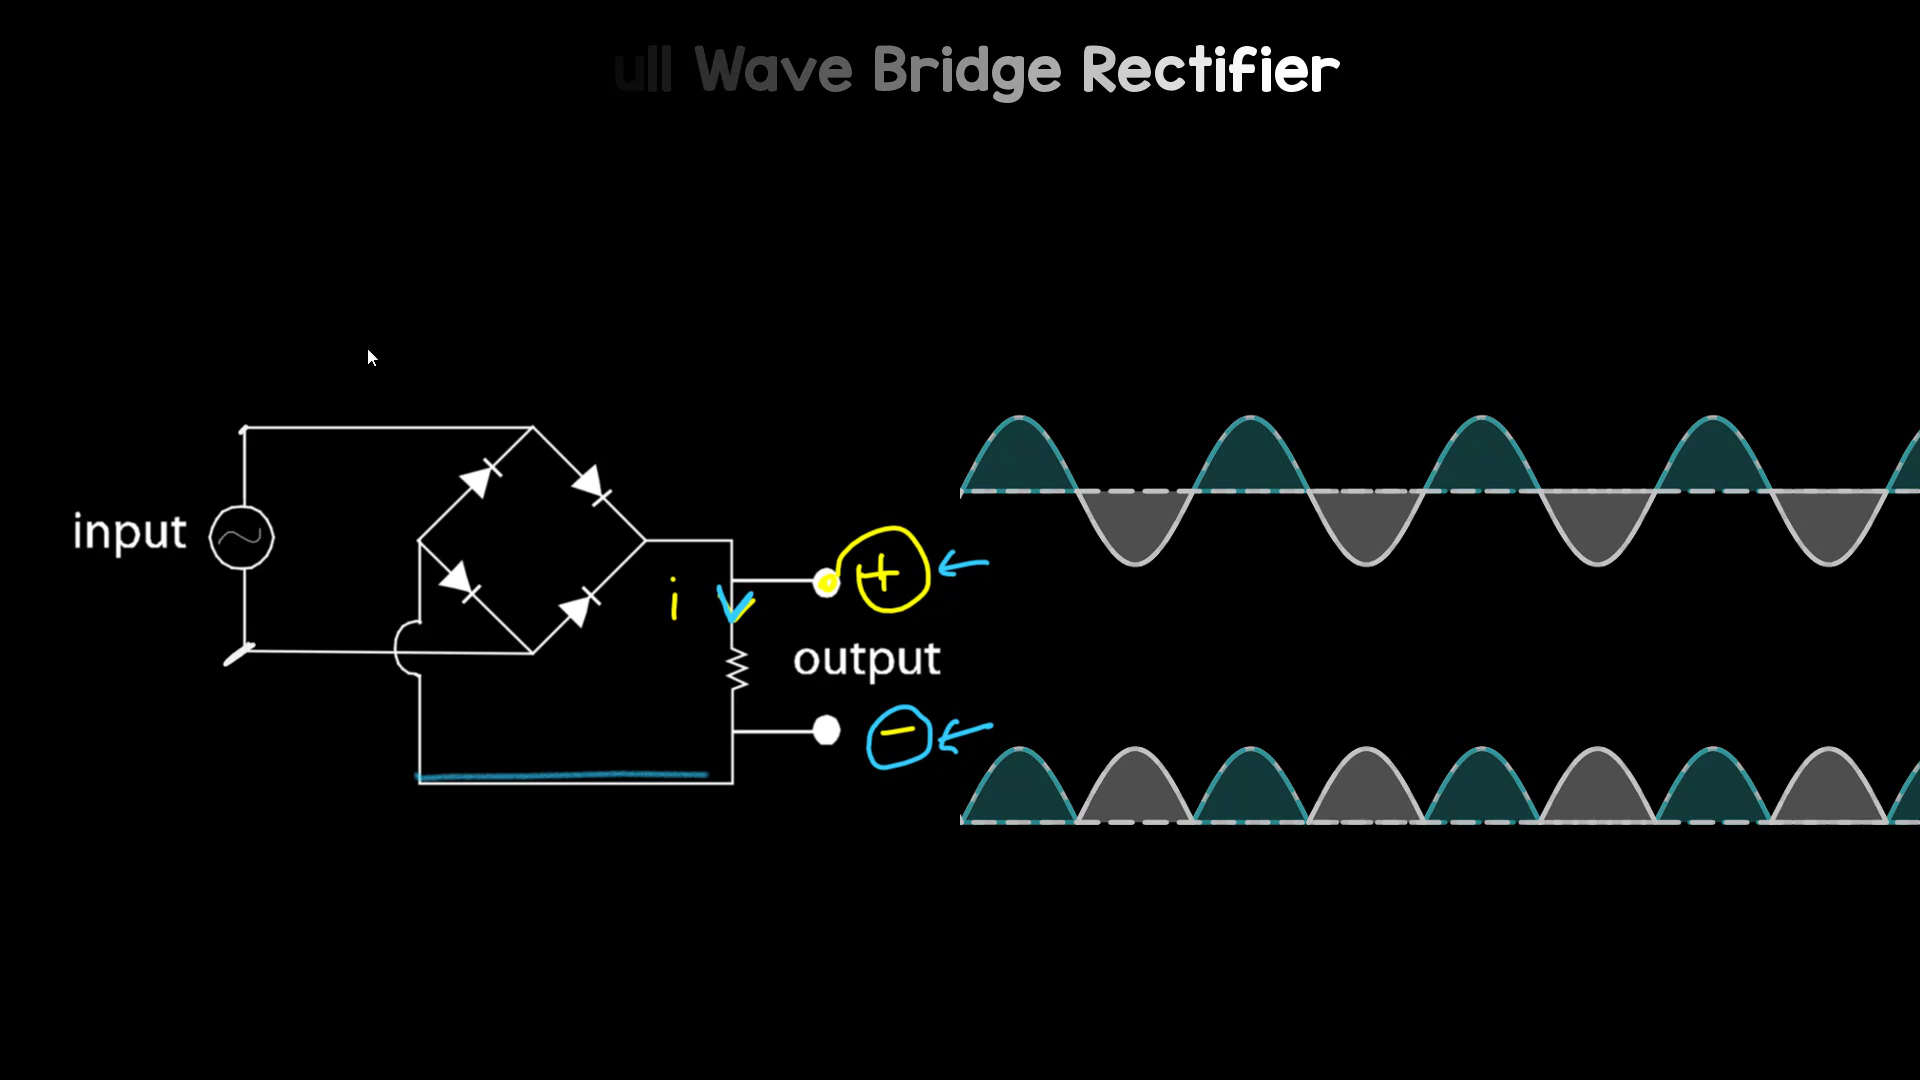 ull Wave Bridge Rectifier
input
i
+
output
−